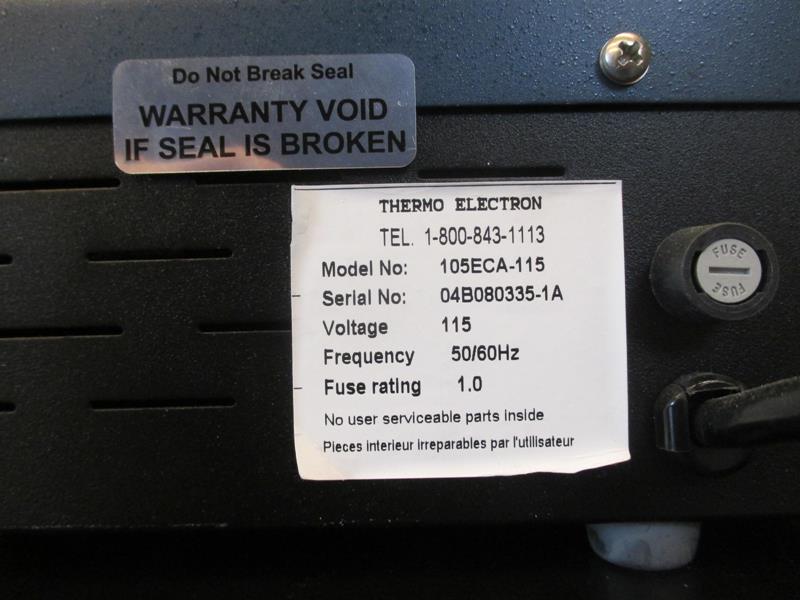 Do Not Break Seal
WARRANTY VOID
IF SEAL IS BROKEN
THERMO ELECTRON
TEL. 1-800-843-1113
Model No: 105ECA-115
Serial No: 04B080335-1A
Voltage 115
Frequency 50/60Hz
Fuse rating 1.0
No user serviceable parts inside
Pieces interieur irreparables par l'utilisateur
FUSE
FUSE